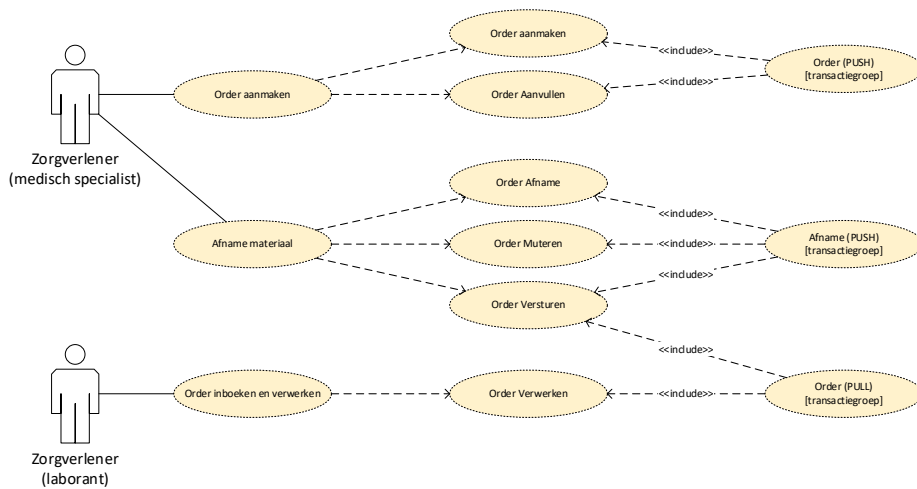 Order aanmaken
<<include>>
Order (PUSH)
[transactiegroep]
Order aanmaken
Order Aanvullen
<<include>>
Zorgverlener
(medisch specialist)
Order Afname
<<include>>
Afname materiaal
Order Muteren
<<include>>
Afname (PUSH)
[transactiegroep]
<<include>>
Order Versturen
<<include>>
Order inboeken en verwerken
Order Verwerken
<<include>>
Order (PULL)
[transactiegroep]
Zorgverlener
(laborant)